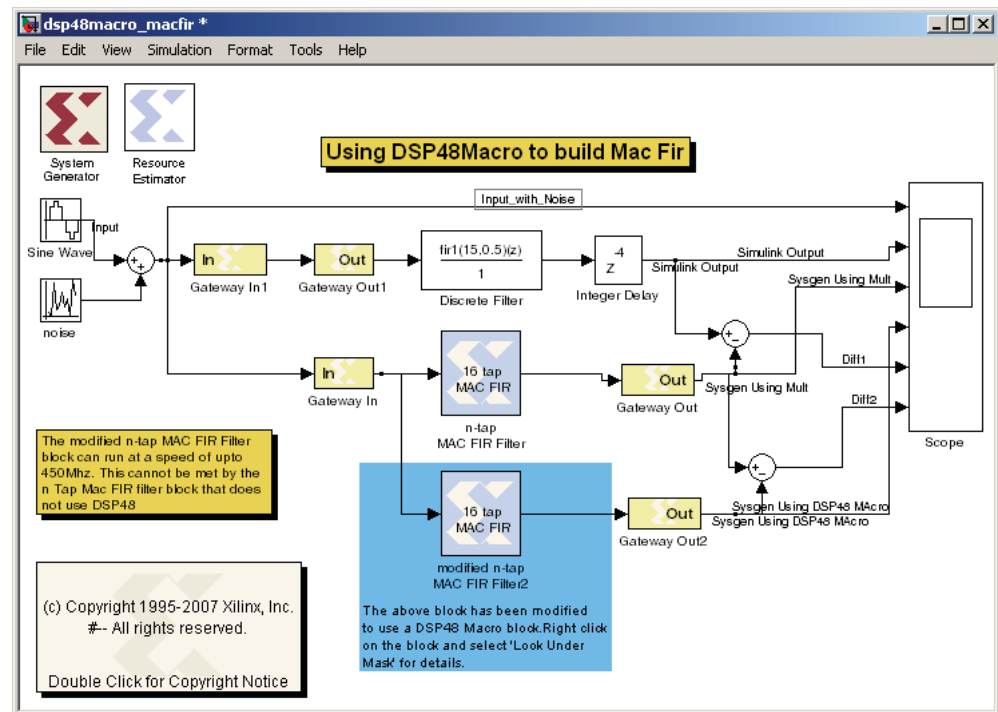 dsp48macro_macfir *
File Edit View Simulation Format Tools Help
System
Generator
Resource
Estimator
Using DSP48Macro to build Mac Fir
Input_with_Noise
Sine Wave
Input
noise
In
Gateway In1
Out
Gateway Out1
fir1(15,0.5)(z)
1
Discrete Filter
-4
Z
Integer Delay
Simulink Output
Simulink Output
Sysgen Using Mult
In
Gateway In
16 tap
MAC FIR
n-tap
MAC FIR Filter
Out
Gateway Out
Sysgen Using Mult
Diff1
Diff2
Scope
The modified n-tap MAC FIR Filter
block can run at a speed of upto
450Mhz. This cannot be met by the
n Tap Mac FIR filter block that does
not use DSP48
16 tap
MAC FIR
modified n-tap
MAC FIR Filter2
Out
Gateway Out2
Sysgen Using DSP48 MAcro
Sysgen Using DSP48 MAcro
The above block has been modified
to use a DSP48 Macro block.Right click
on the block and select 'Look Under
Mask' for details.
(c) Copyright 1995-2007 Xilinx, Inc.
#-- All rights reserved.
Double Click for Copyright Notice